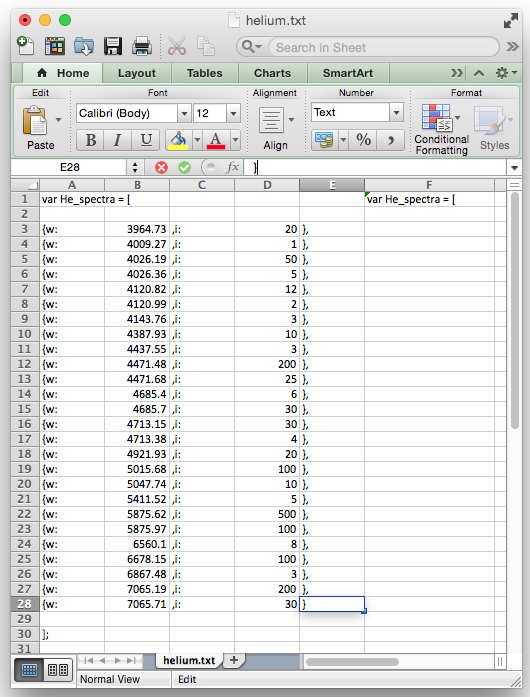 helium.txt
Search in Sheet
Home Layout Tables Charts SmartArt
Edit Font Alignment Number Format
Calibri (Body) 12 Text
Paste B I U A Align % , Conditional Formatting Styles
E28 fx }
A B C D E F
1 var He_spectra = [ var He_spectra = [
2
3 {w: 3964.73 ,i: 20 },
4 {w: 4009.27 ,i: 1 },
5 {w: 4026.19 ,i: 50 },
6 {w: 4026.36 ,i: 5 },
7 {w: 4120.82 ,i: 12 },
8 {w: 4120.99 ,i: 2 },
9 {w: 4143.76 ,i: 3 },
10 {w: 4387.93 ,i: 10 },
11 {w: 4437.55 ,i: 3 },
12 {w: 4471.48 ,i: 200 },
13 {w: 4471.68 ,i: 25 },
14 {w: 4685.4 ,i: 6 },
15 {w: 4685.7 ,i: 30 },
16 {w: 4713.15 ,i: 30 },
17 {w: 4713.38 ,i: 4 },
18 {w: 4921.93 ,i: 20 },
19 {w: 5015.68 ,i: 100 },
20 {w: 5047.74 ,i: 10 },
21 {w: 5411.52 ,i: 5 },
22 {w: 5875.62 ,i: 500 },
23 {w: 5875.97 ,i: 100 },
24 {w: 6560.1 ,i: 8 },
25 {w: 6678.15 ,i: 100 },
26 {w: 6867.48 ,i: 3 },
27 {w: 7065.19 ,i: 200 },
28 {w: 7065.71 ,i: 30 }
29
30 ];
31
helium.txt
Normal View Edit